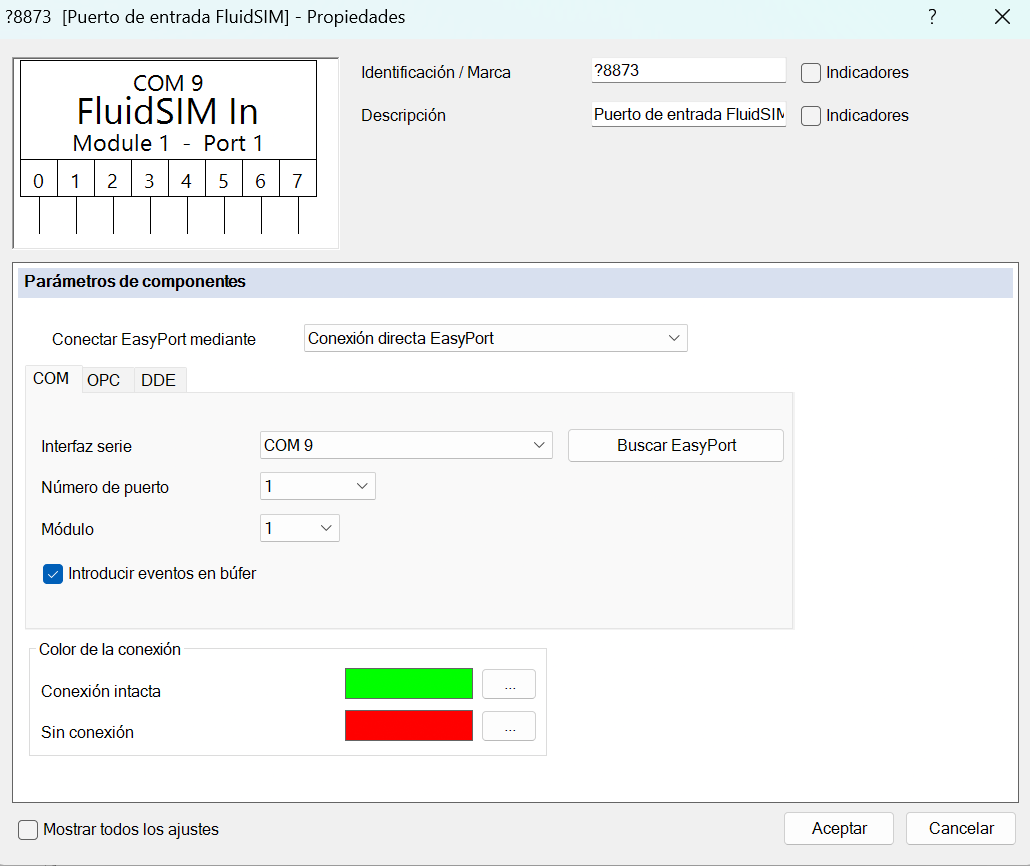 ?8873 [Puerto de entrada FluidSIM] - Propiedades ?
COM 9
FluidSIM In
Module 1 - Port 1
0 1 2 3 4 5 6 7
Identificación / Marca ?8873 Indicadores
Descripción Puerto de entrada FluidSIM Indicadores
Parámetros de componentes
Conectar EasyPort mediante Conexión directa EasyPort
COM OPC DDE
Interfaz serie COM 9 Buscar EasyPort
Número de puerto 1
Módulo 1
Introducir eventos en búfer
Color de la conexión
Conexión intacta ...
Sin conexión ...
Mostrar todos los ajustes Aceptar Cancelar